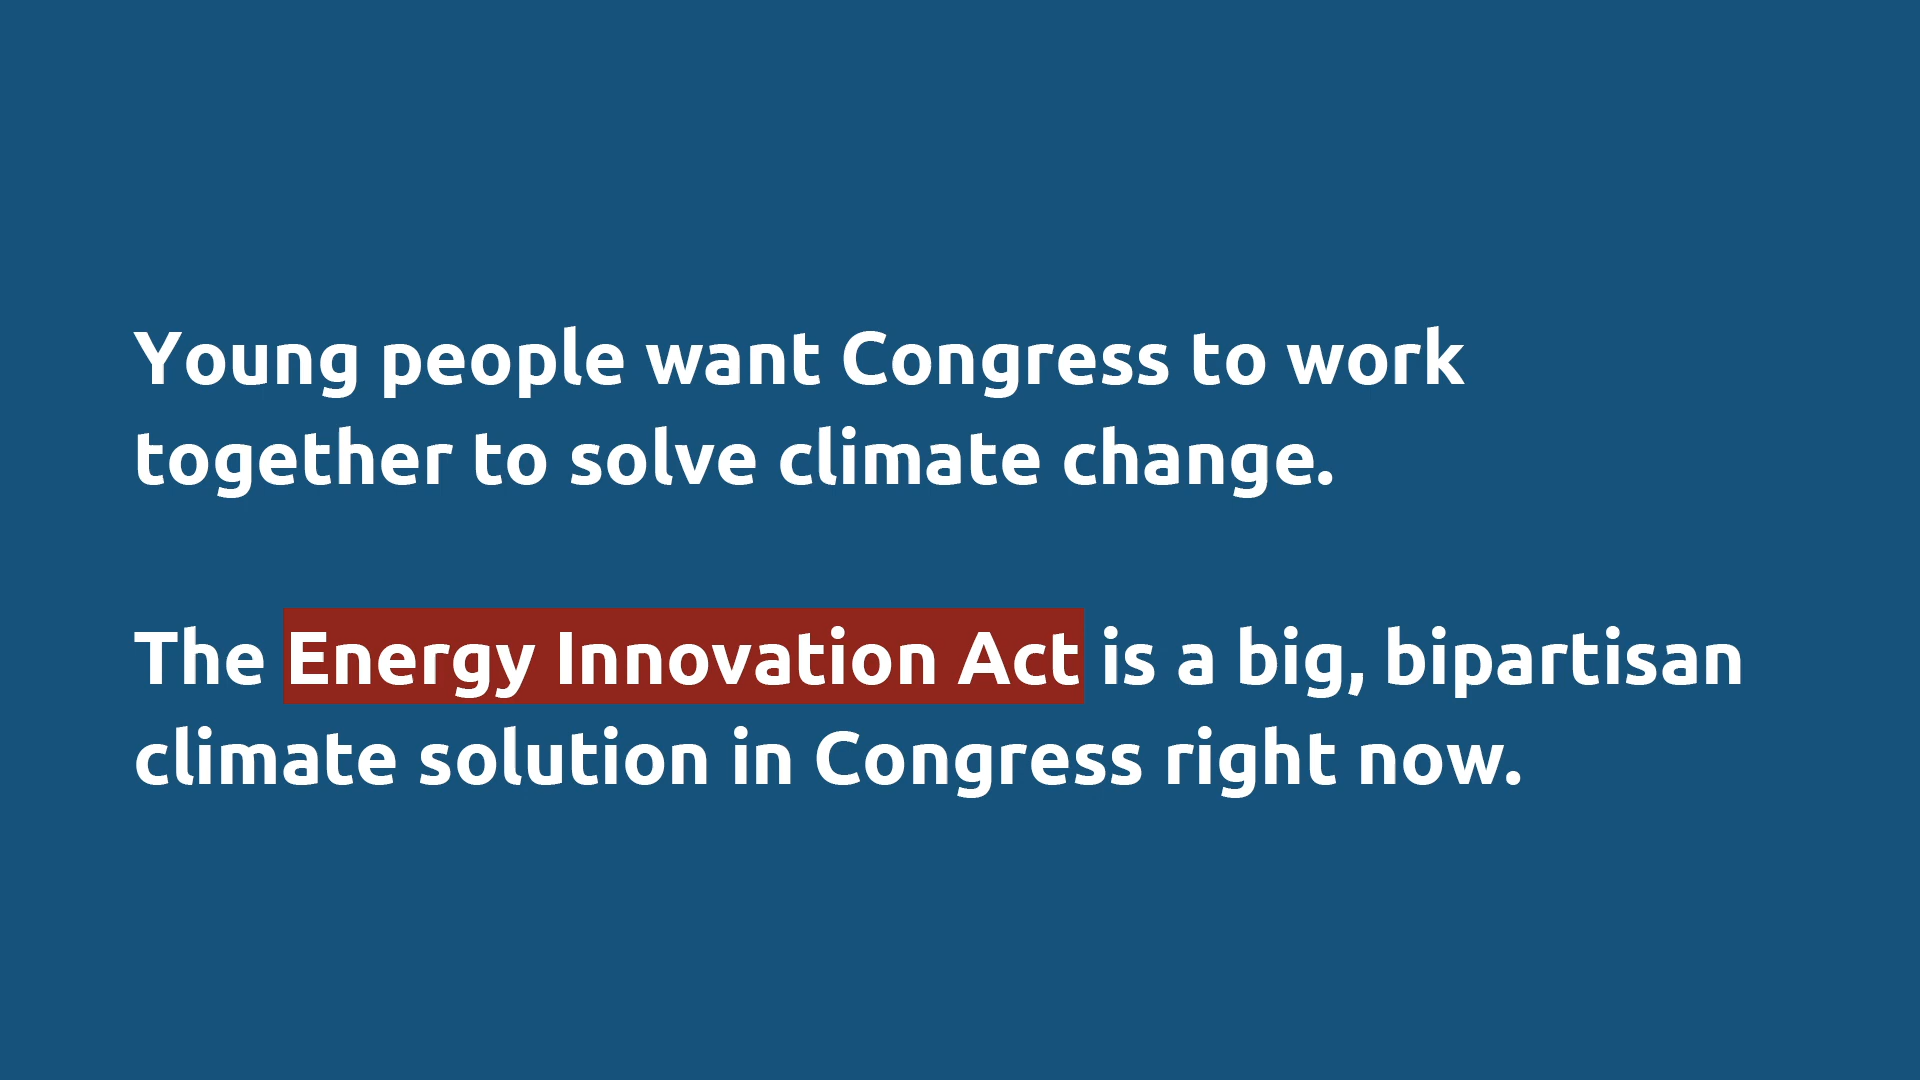 Young people want Congress to work
together to solve climate change.
The Energy Innovation Act is a big, bipartisan
climate solution in Congress right now.